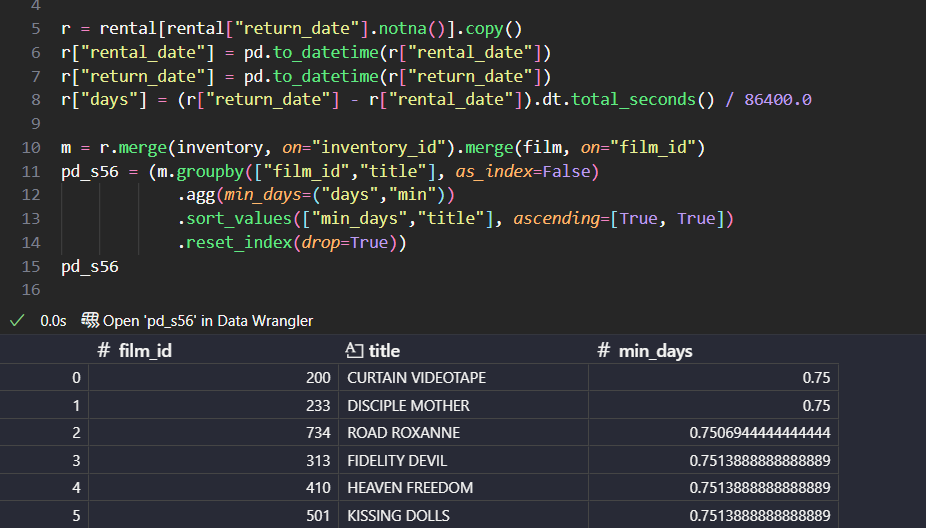 4
5 r = rental[rental["return_date"].notna()].copy()
6 r["rental_date"] = pd.to_datetime(r["rental_date"])
7 r["return_date"] = pd.to_datetime(r["return_date"])
8 r["days"] = (r["return_date"] - r["rental_date"]).dt.total_seconds() / 86400.0
9
10 m = r.merge(inventory, on="inventory_id").merge(film, on="film_id")
11 pd_s56 = (m.groupby(["film_id","title"], as_index=False)
12 .agg(min_days=("days","min"))
13 .sort_values(["min_days","title"], ascending=[True, True])
14 .reset_index(drop=True))
15 pd_s56
16
0.0s Open 'pd_s56' in Data Wrangler
# film_id A title # min_days
0 200 CURTAIN VIDEOTAPE 0.75
1 233 DISCIPLE MOTHER 0.75
2 734 ROAD ROXANNE 0.7506944444444444
3 313 FIDELITY DEVIL 0.7513888888888889
4 410 HEAVEN FREEDOM 0.7513888888888889
5 501 KISSING DOLLS 0.7513888888888889